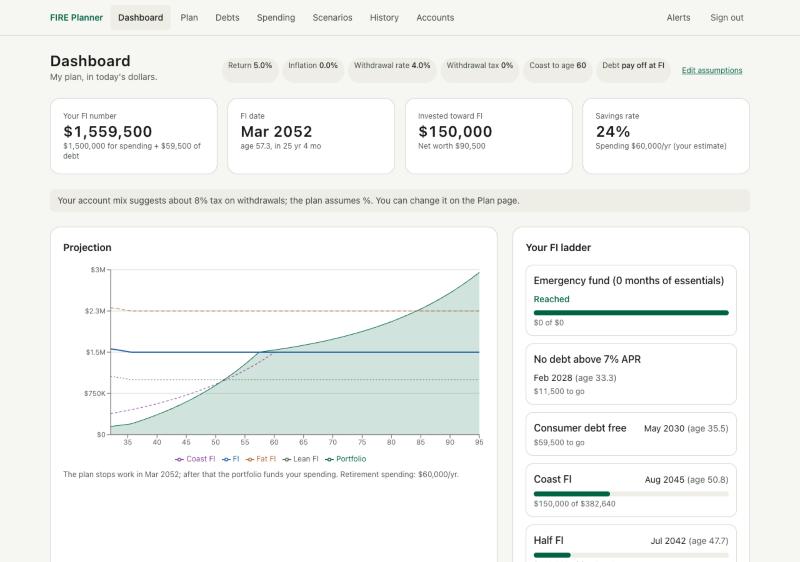 FIRE Planner Dashboard Plan Debts Spending Scenarios History Accounts Alerts Sign out
Dashboard
My plan, in today's dollars.
Return 5.0% Inflation 0.0% Withdrawal rate 4.0% Withdrawal tax 0% Coast to age 60 Debt pay off at FI Edit assumptions
Your FI number
$1,559,500
$1,500,000 for spending + $59,500 of
debt
FI date
Mar 2052
age 57.3, in 25 yr 4 mo
Invested toward FI
$150,000
Net worth $90,500
Savings rate
24%
Spending $60,000/yr (your estimate)
Your account mix suggests about 8% tax on withdrawals; the plan assumes %. You can change it on the Plan page.
Projection
$3M
$2.3M
$1.5M
$750K
$0
35 40 45 50 55 60 65 70 75 80 85 90 95
Coast FI FI Fat FI Lean FI Portfolio
The plan stops work in Mar 2052; after that the portfolio funds your spending. Retirement spending: $60,000/yr.
Your FI ladder
Emergency fund (0 months of essentials)
Reached
$0 of $0
No debt above 7% APR
Feb 2028 (age 33.3)
$11,500 to go
Consumer debt free May 2030 (age 35.5)
$59,500 to go
Coast FI Aug 2045 (age 50.8)
$150,000 of $382,640
Half FI Jul 2042 (age 47.7)